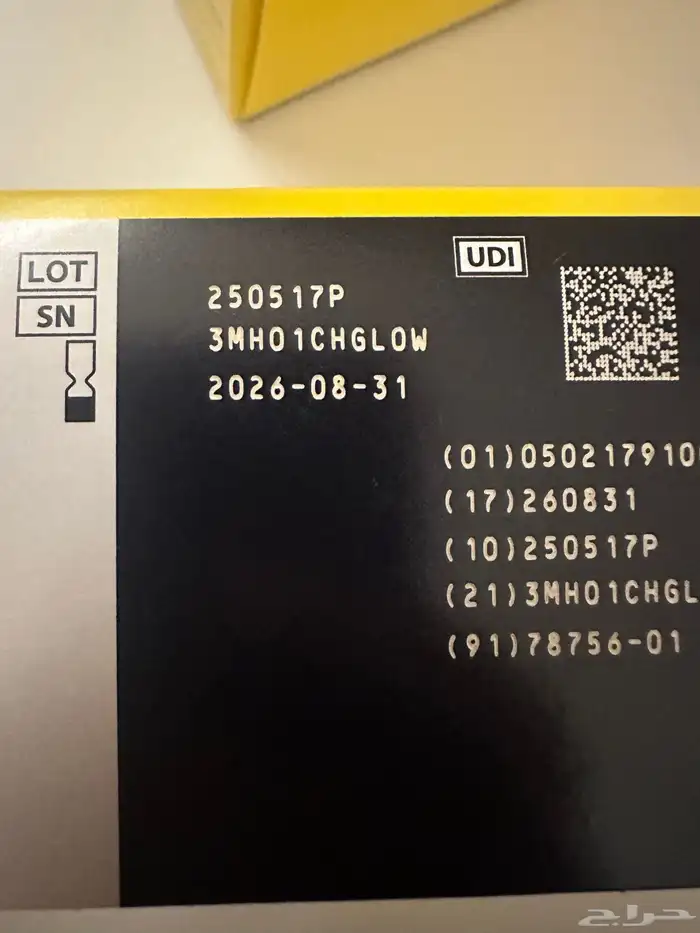 LOT
250517P
SN
3MH01CHGLOW
2026-08-31
UDI
(01)050217910
(17)260831
(10)250517P
(21)3MH01CHGL
(91)78756-01
حراج